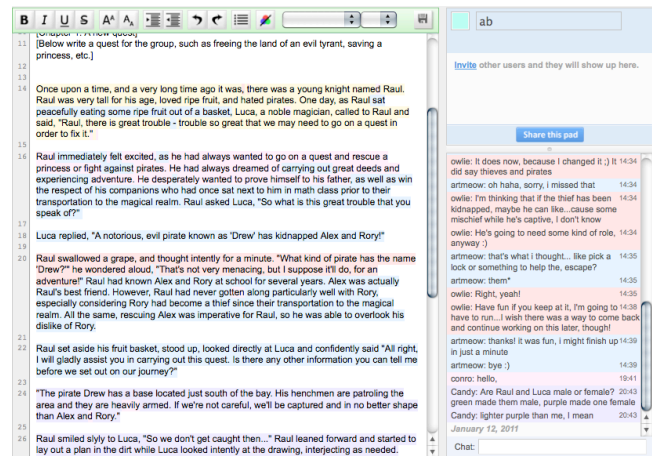 B I U S A A
ab
[Chapter 1: A new quest]
11 [Below write a quest for the group, such as freeing the land of an evil tyrant, saving a
princess, etc.]
12
13
14 Once upon a time, and a very long time ago it was, there was a young knight named Raul.
Raul was very tall for his age, loved ripe fruit, and hated pirates. One day, as Raul sat
peacefully eating some ripe fruit out of a basket, Luca, a noble magician, called to Raul and
said, "Raul, there is great trouble - trouble so great that we may need to go on a quest in
order to fix it."
15
16 Raul immediately felt excited, as he had always wanted to go on a quest and rescue a
princess or fight against pirates. He had always dreamed of carrying out great deeds and
experiencing adventure. He desperately wanted to prove himself to his father, as well as win
the respect of his companions who had once sat next to him in math class prior to their
transportation to the magical realm. Raul asked Luca, "So what is this great trouble that you
speak of?"
17
18 Luca replied, "A notorious, evil pirate known as 'Drew' has kidnapped Alex and Rory!"
19
20 Raul swallowed a grape, and thought intently for a minute. "What kind of pirate has the name
'Drew?'" he wondered aloud, "That's not very menacing, but I suppose it'll do, for an
adventure!" Raul had known Alex and Rory at school for several years. Alex was actually
Raul's best friend. However, Raul had never gotten along particularly well with Rory,
especially considering Rory had become a thief since their transportation to the magical
realm. All the same, rescuing Alex was imperative for Raul, so he was able to overlook his
dislike of Rory.
21
22 Raul set aside his fruit basket, stood up, looked directly at Luca and confidently said "All right,
I will gladly assist you in carrying out this quest. Is there any other information you can tell me
before we set out on our journey?"
23
24 "The pirate Drew has a base located just south of the bay. His henchmen are patroling the
area and they are heavily armed. If we're not careful, we'll be captured and in no better shape
than Alex and Rory."
25
26 Raul smiled slyly to Luca, "So we don't get caught then..." Raul leaned forward and started to
lay out a plan in the dirt while Luca looked intently at the drawing, interjecting as needed.
Invite other users and they will show up here.
Share this pad
owlie: It does now, because I changed it ;) It 14:34
did say thieves and pirates
artmeow: oh haha, sorry, i missed that 14:34
owlie: I'm thinking that if the thief has been 14:34
kidnapped, maybe he can like...cause some
mischief while he's captive, I don't know
owlie: He's going to need some kind of role, 14:34
anyway :)
artmeow: that's what i thought... like pick a 14:35
lock or something to help the, escape?
artmeow: them* 14:35
owlie: Right, yeah! 14:35
owlie: Have fun if you keep at it, I'm going to 14:38
have to run...I wish there was a way to come back
and continue working on this later, though!
artmeow: thanks! it was fun, i might finish up 14:39
in just a minute
artmeow: bye :) 14:39
conro: hello, 19:41
Candy: Are Raul and Luca male or female? 20:43
green made them male, purple made one female
Candy: lighter purple than me, I mean 20:43
January 12, 2011
Chat: